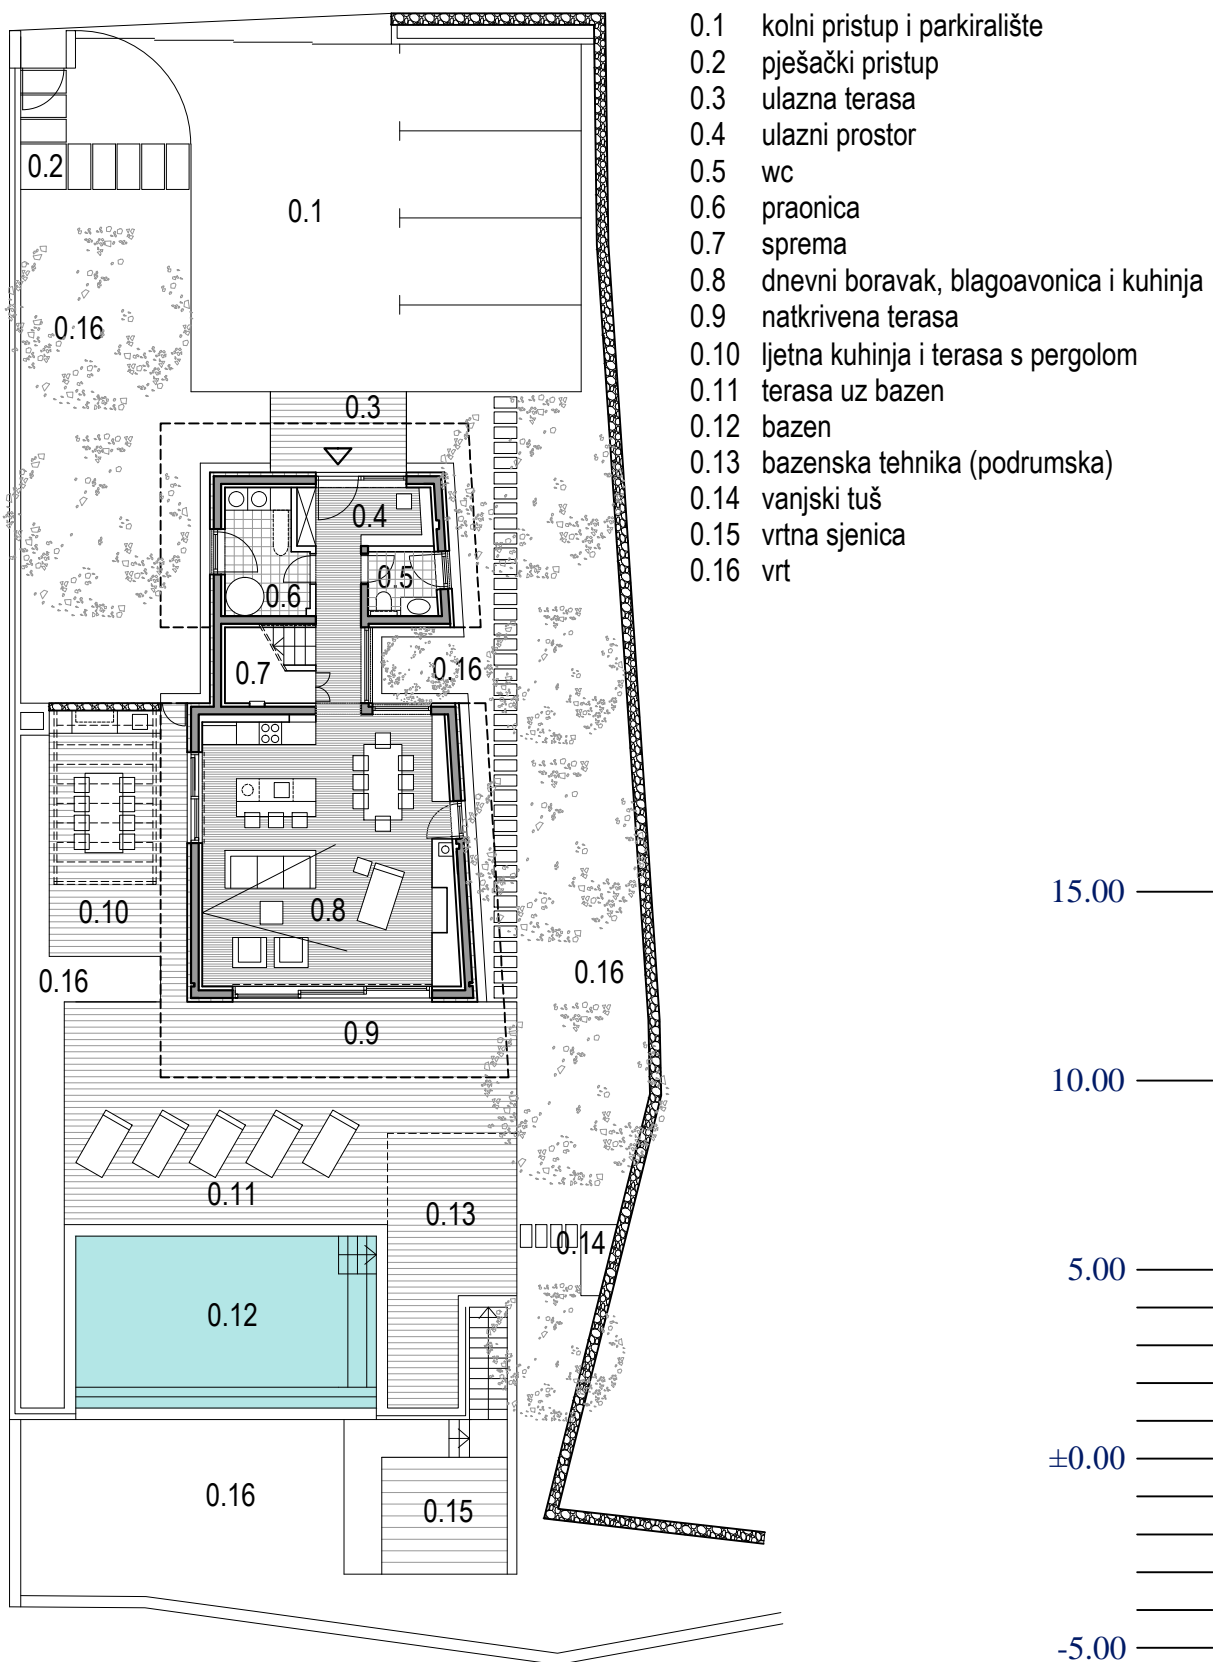 0.1 kolni pristup i parkiralište
0.2 pješački pristup
0.3 ulazna terasa
0.4 ulazni prostor
0.5 wc
0.6 praonica
0.7 sprema
0.8 dnevni boravak, blagoavonica i kuhinja
0.9 natkrivena terasa
0.10 ljetna kuhinja i terasa s pergolom
0.11 terasa uz bazen
0.12 bazen
0.13 bazenska tehnika (podrumska)
0.14 vanjski tuš
0.15 vrtna sjenica
0.16 vrt
0.2
0.1
0.16
0.3
0.4
0.5
0.6
0.7
0.16
0.8
0.10
0.16
0.16
0.9
0.11
0.13
0.14
0.12
0.16
0.15
15.00
10.00
5.00
±0.00
-5.00